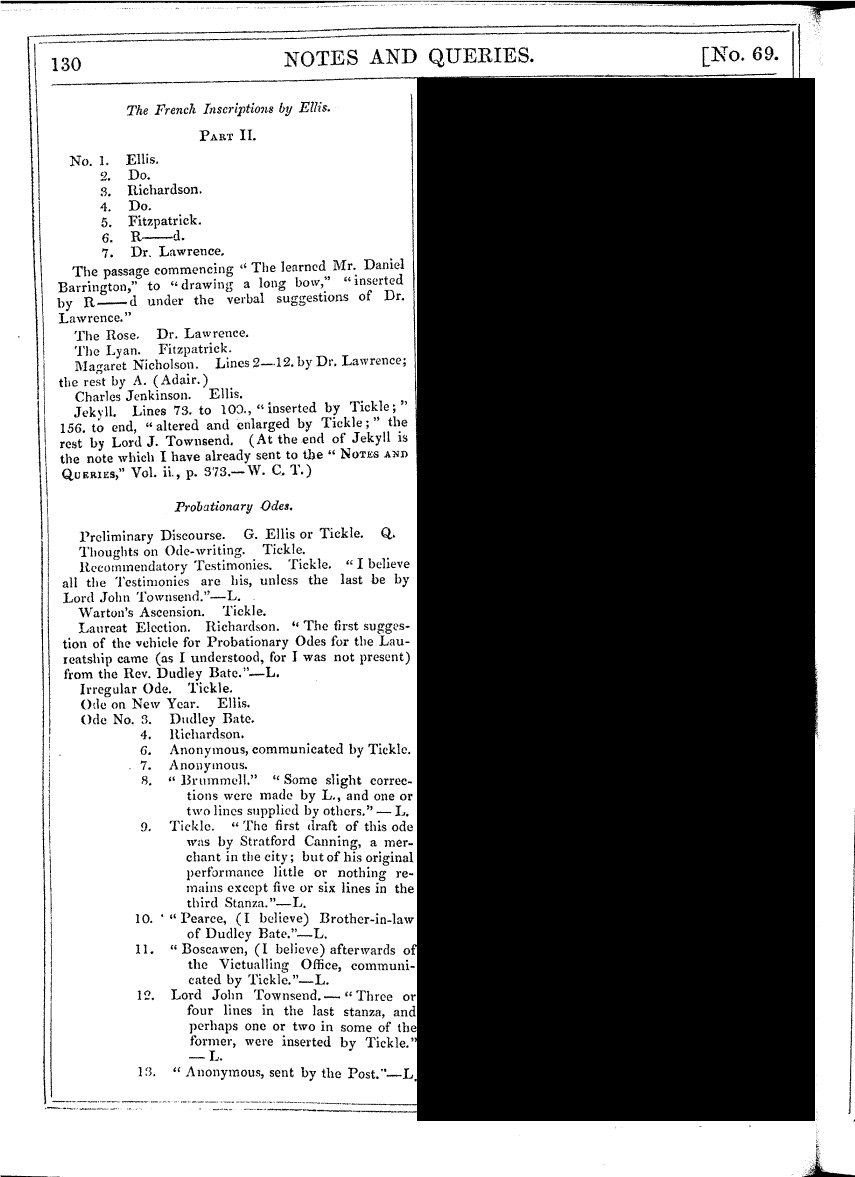 130 NOTES AND QUERIES. [No. 69.
The French Inscriptions by Ellis.
PART II.
No. 1. Ellis.
2. Do.
3. Richardson.
4. Do.
5. Fitzpatrick.
6. R——d.
7. Dr. Lawrence.
The passage commencing “ The learned Mr. Daniel
Barrington,” to “drawing a long bow,” “inserted
by R——d under the verbal suggestions of Dr.
Lawrence.”
The Rose. Dr. Lawrence.
The Lyan. Fitzpatrick.
Magaret Nicholson. Lines 2—12. by Dr. Lawrence;
the rest by A. (Adair.)
Charles Jenkinson. Ellis.
Jekyll. Lines 73. to 100., “inserted by Tickle;”
156. to end, “altered and enlarged by Tickle;” the
rest by Lord J. Townsend. (At the end of Jekyll is
the note which I have already sent to the “ NOTES AND
QUERIES,” Vol. ii., p. 373.—W. C. T.)
Probationary Odes.
Preliminary Discourse. G. Ellis or Tickle. Q.
Thoughts on Ode-writing. Tickle.
Recommendatory Testimonies. Tickle. “I believe
all the Testimonies are his, unless the last be by
Lord John Townsend.”—L.
Warton's Ascension. Tickle.
Laureat Election. Richardson. “ The first sugges-
tion of the vehicle for Probationary Odes for the Lau-
reatship came (as I understood, for I was not present)
from the Rev. Dudley Bate.”—L.
Irregular Ode. Tickle.
Ode on New Year. Ellis.
Ode No. 3. Dudley Bate.
4. Richardson.
6. Anonymous, communicated by Tickle.
7. Anonymous.
8. “ Brummell.” “ Some slight correc-
tions were made by L., and one or
two lines supplied by others.” — L.
9. Tickle. “ The first draft of this ode
was by Stratford Canning, a mer-
chant in the city; but of his original
performance little or nothing re-
mains except five or six lines in the
third Stanza.”—L.
10. “ Pearce, (I believe) Brother-in-law
of Dudley Bate.”—L.
11. “ Boscawen, (I believe) afterwards of
the Victualling Office, communi-
cated by Tickle.”—L.
12. Lord John Townsend. — “ Three or
four lines in the last stanza, and
perhaps one or two in some of the
former, were inserted by Tickle.”
— L.
13. “ Anonymous, sent by the Post.”—L.